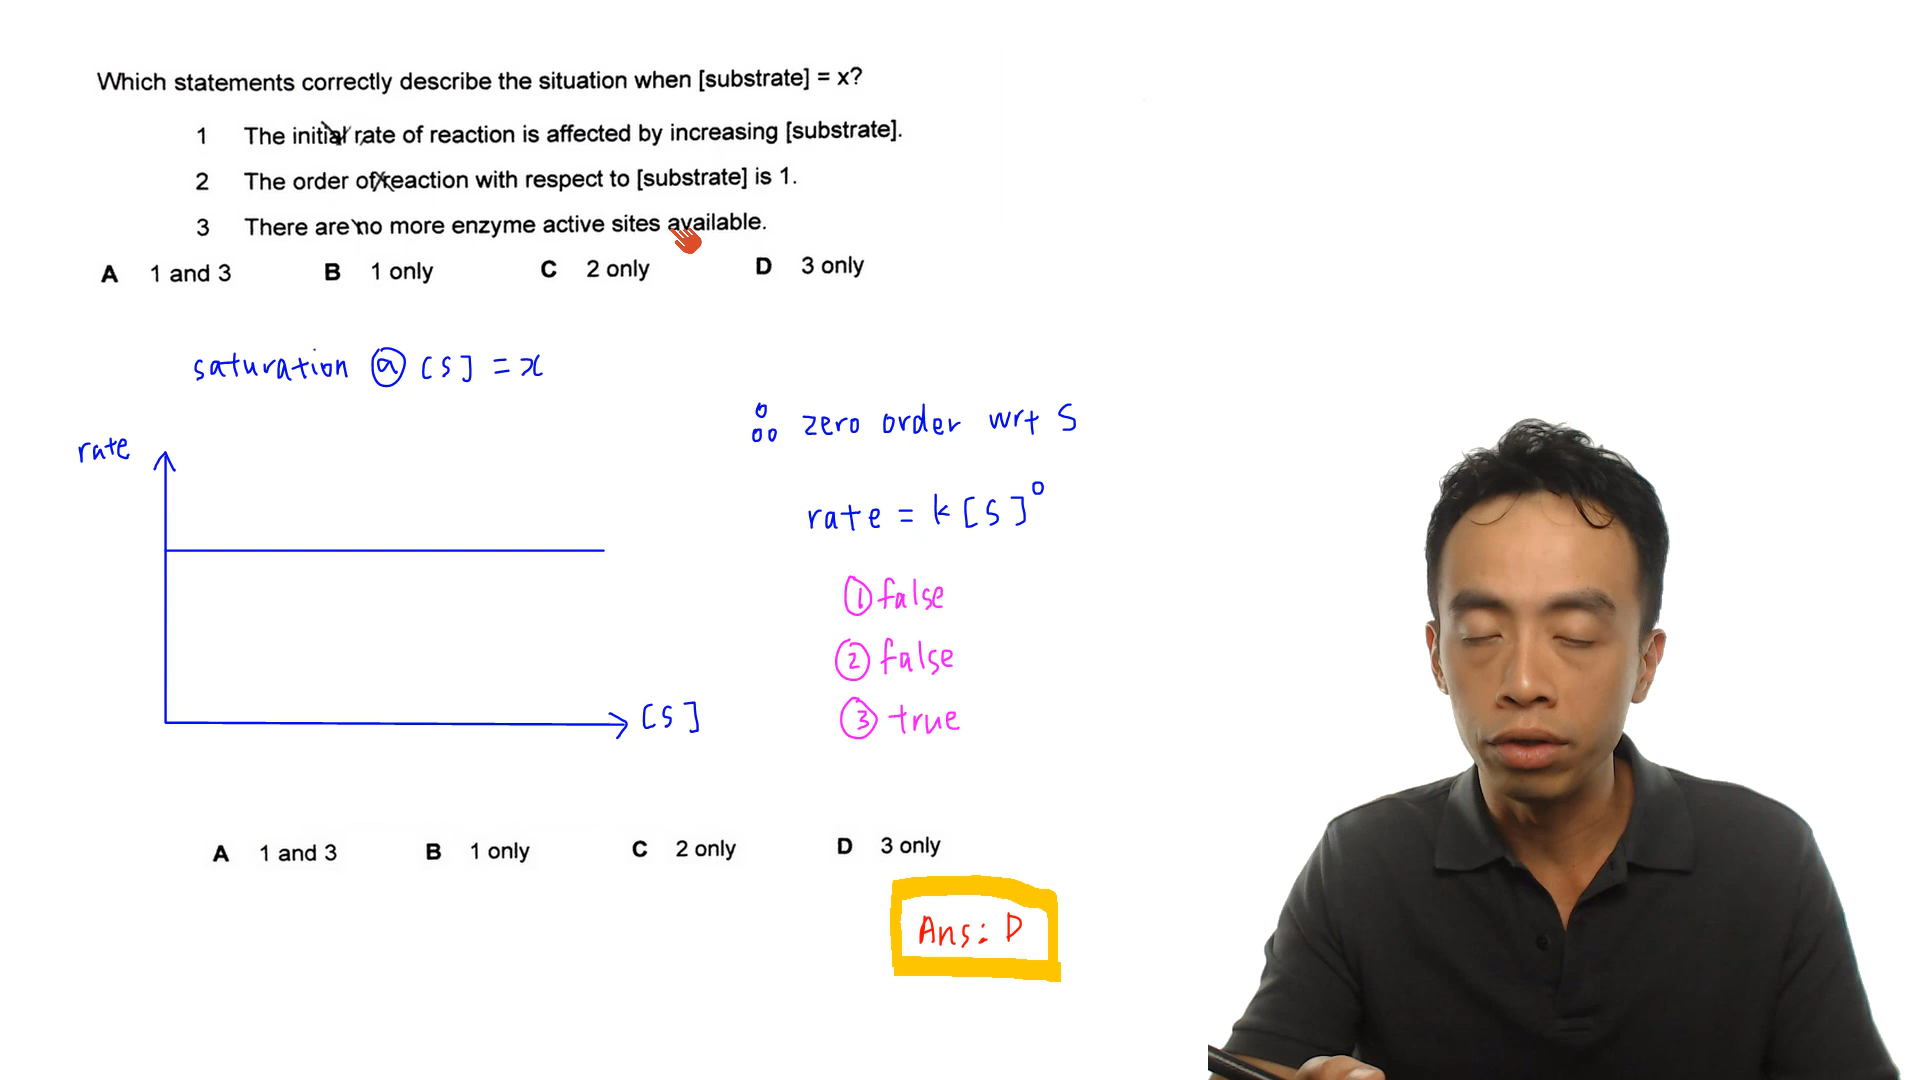 Which statements correctly describe the situation when [substrate] = x?
1 The initial rate of reaction is affected by increasing [substrate].
2 The order of reaction with respect to [substrate] is 1.
3 There are no more enzyme active sites available.
A 1 and 3 B 1 only C 2 only D 3 only
saturation @ [S] = x
∴ zero order wrt S
rate
rate = k[S]⁰
① false
② false
③ true
[S]
A 1 and 3 B 1 only C 2 only D 3 only
Ans: D